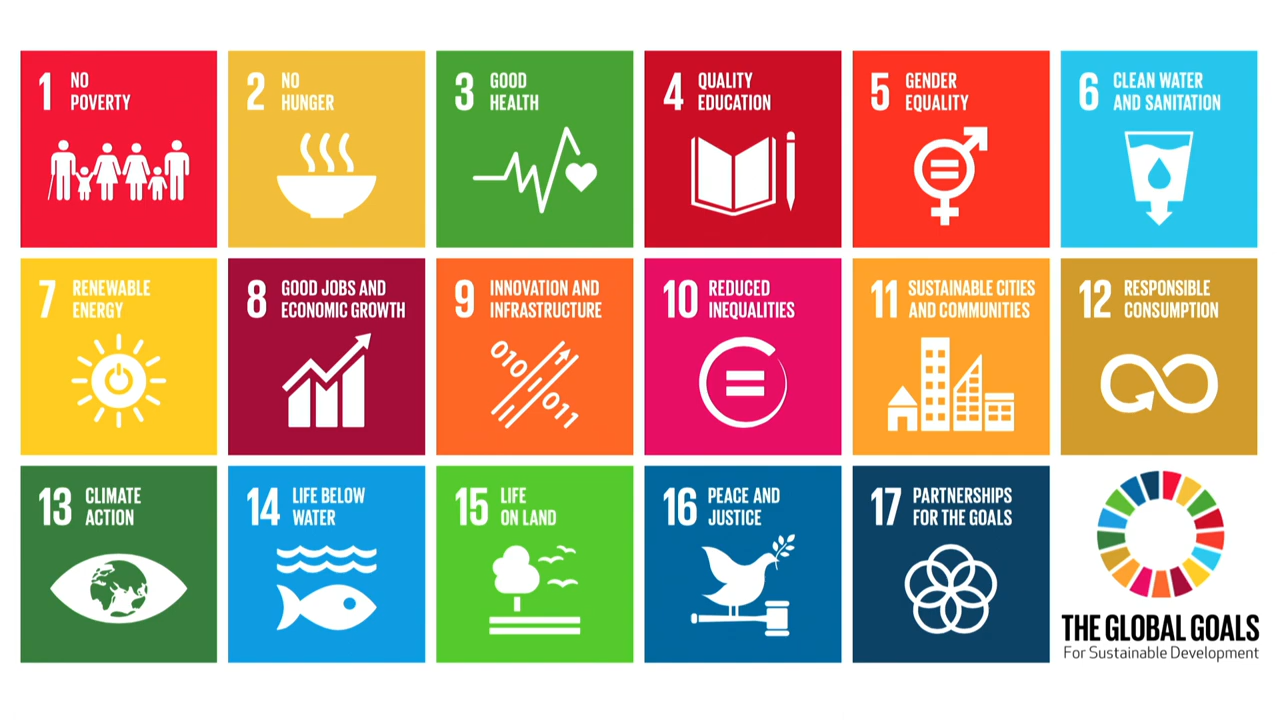 1 NO
POVERTY
2 NO
HUNGER
3 GOOD
HEALTH
4 QUALITY
EDUCATION
5 GENDER
EQUALITY
6 CLEAN WATER
AND SANITATION
7 RENEWABLE
ENERGY
8 GOOD JOBS AND
ECONOMIC GROWTH
9 INNOVATION AND
INFRASTRUCTURE
010
011
10 REDUCED
INEQUALITIES
11 SUSTAINABLE CITIES
AND COMMUNITIES
12 RESPONSIBLE
CONSUMPTION
13 CLIMATE
ACTION
14 LIFE BELOW
WATER
15 LIFE
ON LAND
16 PEACE AND
JUSTICE
17 PARTNERSHIPS
FOR THE GOALS
THE GLOBAL GOALS
For Sustainable Development